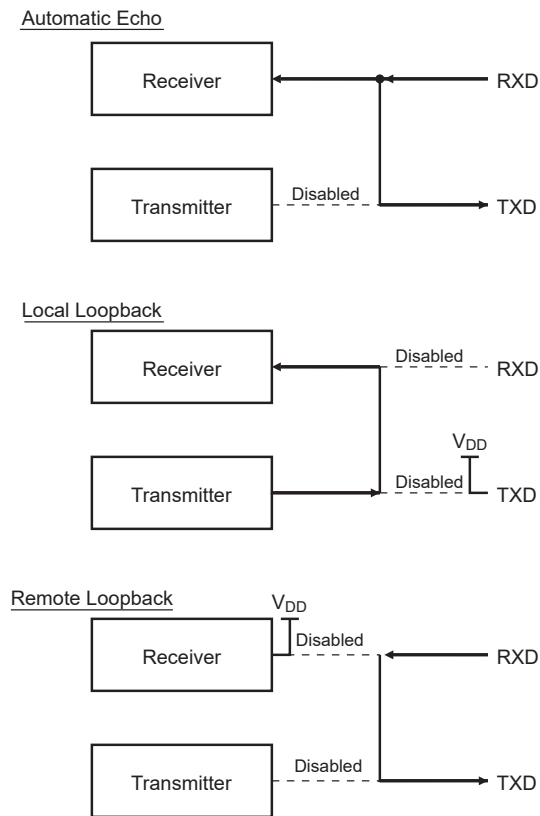 Automatic Echo
Receiver
RXD
Transmitter
Disabled
TXD
Local Loopback
Receiver
Disabled
RXD
VDD
Transmitter
Disabled
TXD
Remote Loopback
VDD
Receiver
Disabled
RXD
Transmitter
Disabled
TXD